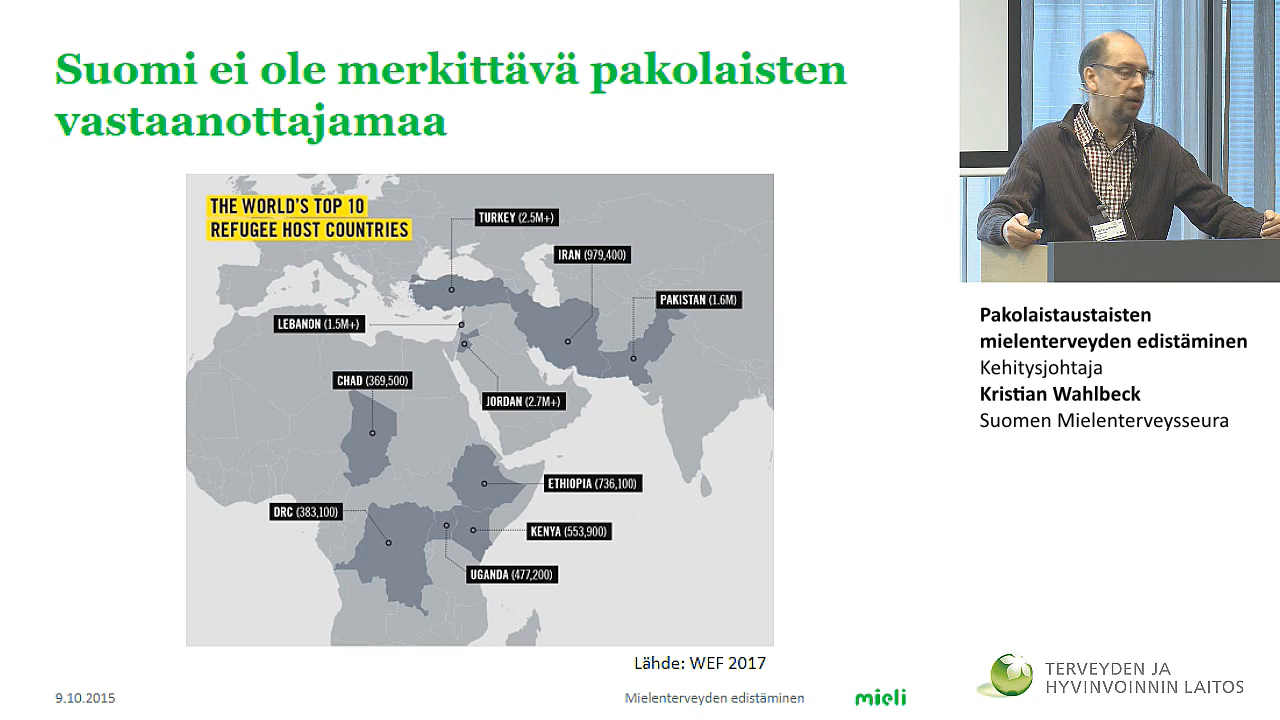 Suomi ei ole merkittävä pakolaisten
vastaanottajamaa
THE WORLD'S TOP 10
REFUGEE HOST COUNTRIES
TURKEY (2.5M+)
IRAN (979,400)
PAKISTAN (1.6M)
LEBANON (1.5M+)
CHAD (369,500)
JORDAN (2.7M+)
ETHIOPIA (736,100)
DRC (383,100)
KENYA (553,900)
UGANDA (477,200)
Lähde: WEF 2017
9.10.2015
Mielenterveyden edistäminen
mieli
Pakolaistaustaisten
mielenterveyden edistäminen
Kehitysjohtaja
Kristian Wahlbeck
Suomen Mielenterveysseura
TERVEYDEN JA
HYVINVOINNIN LAITOS